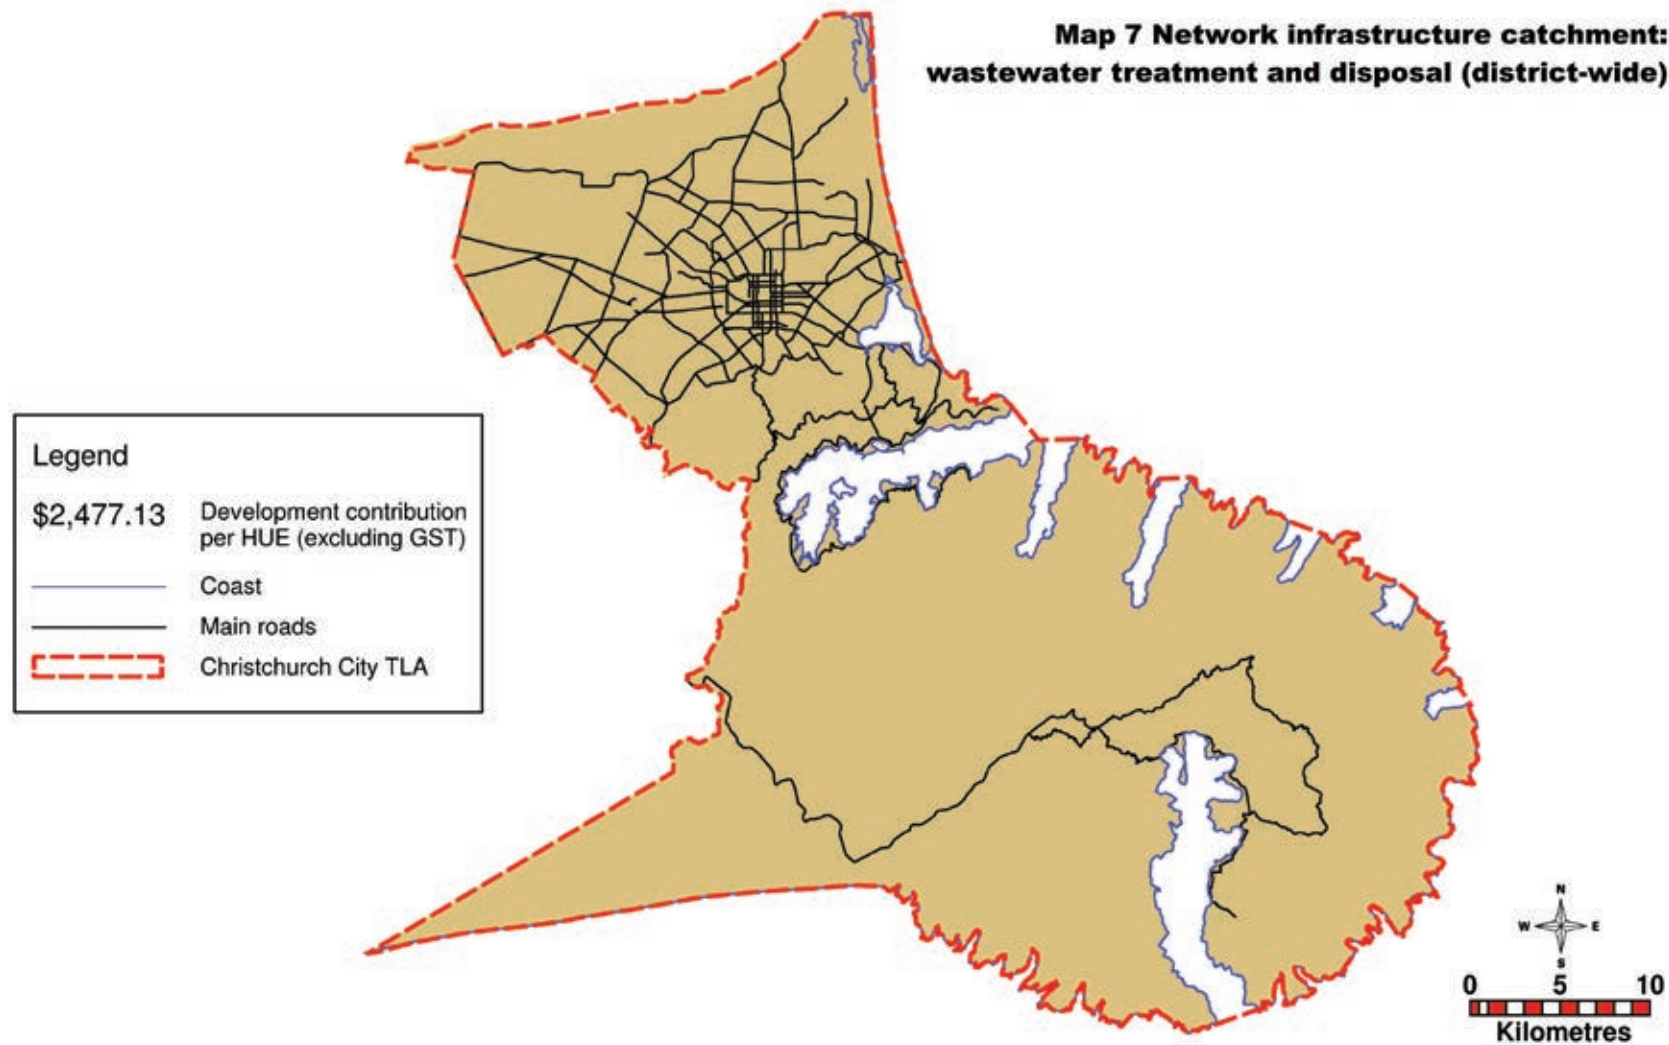 Map 7 Network infrastructure catchment:
wastewater treatment and disposal (district-wide)
Legend
$2,477.13 Development contribution
per HUE (excluding GST)
Coast
Main roads
Christchurch City TLA
N
W E
S
0 5 10
Kilometres